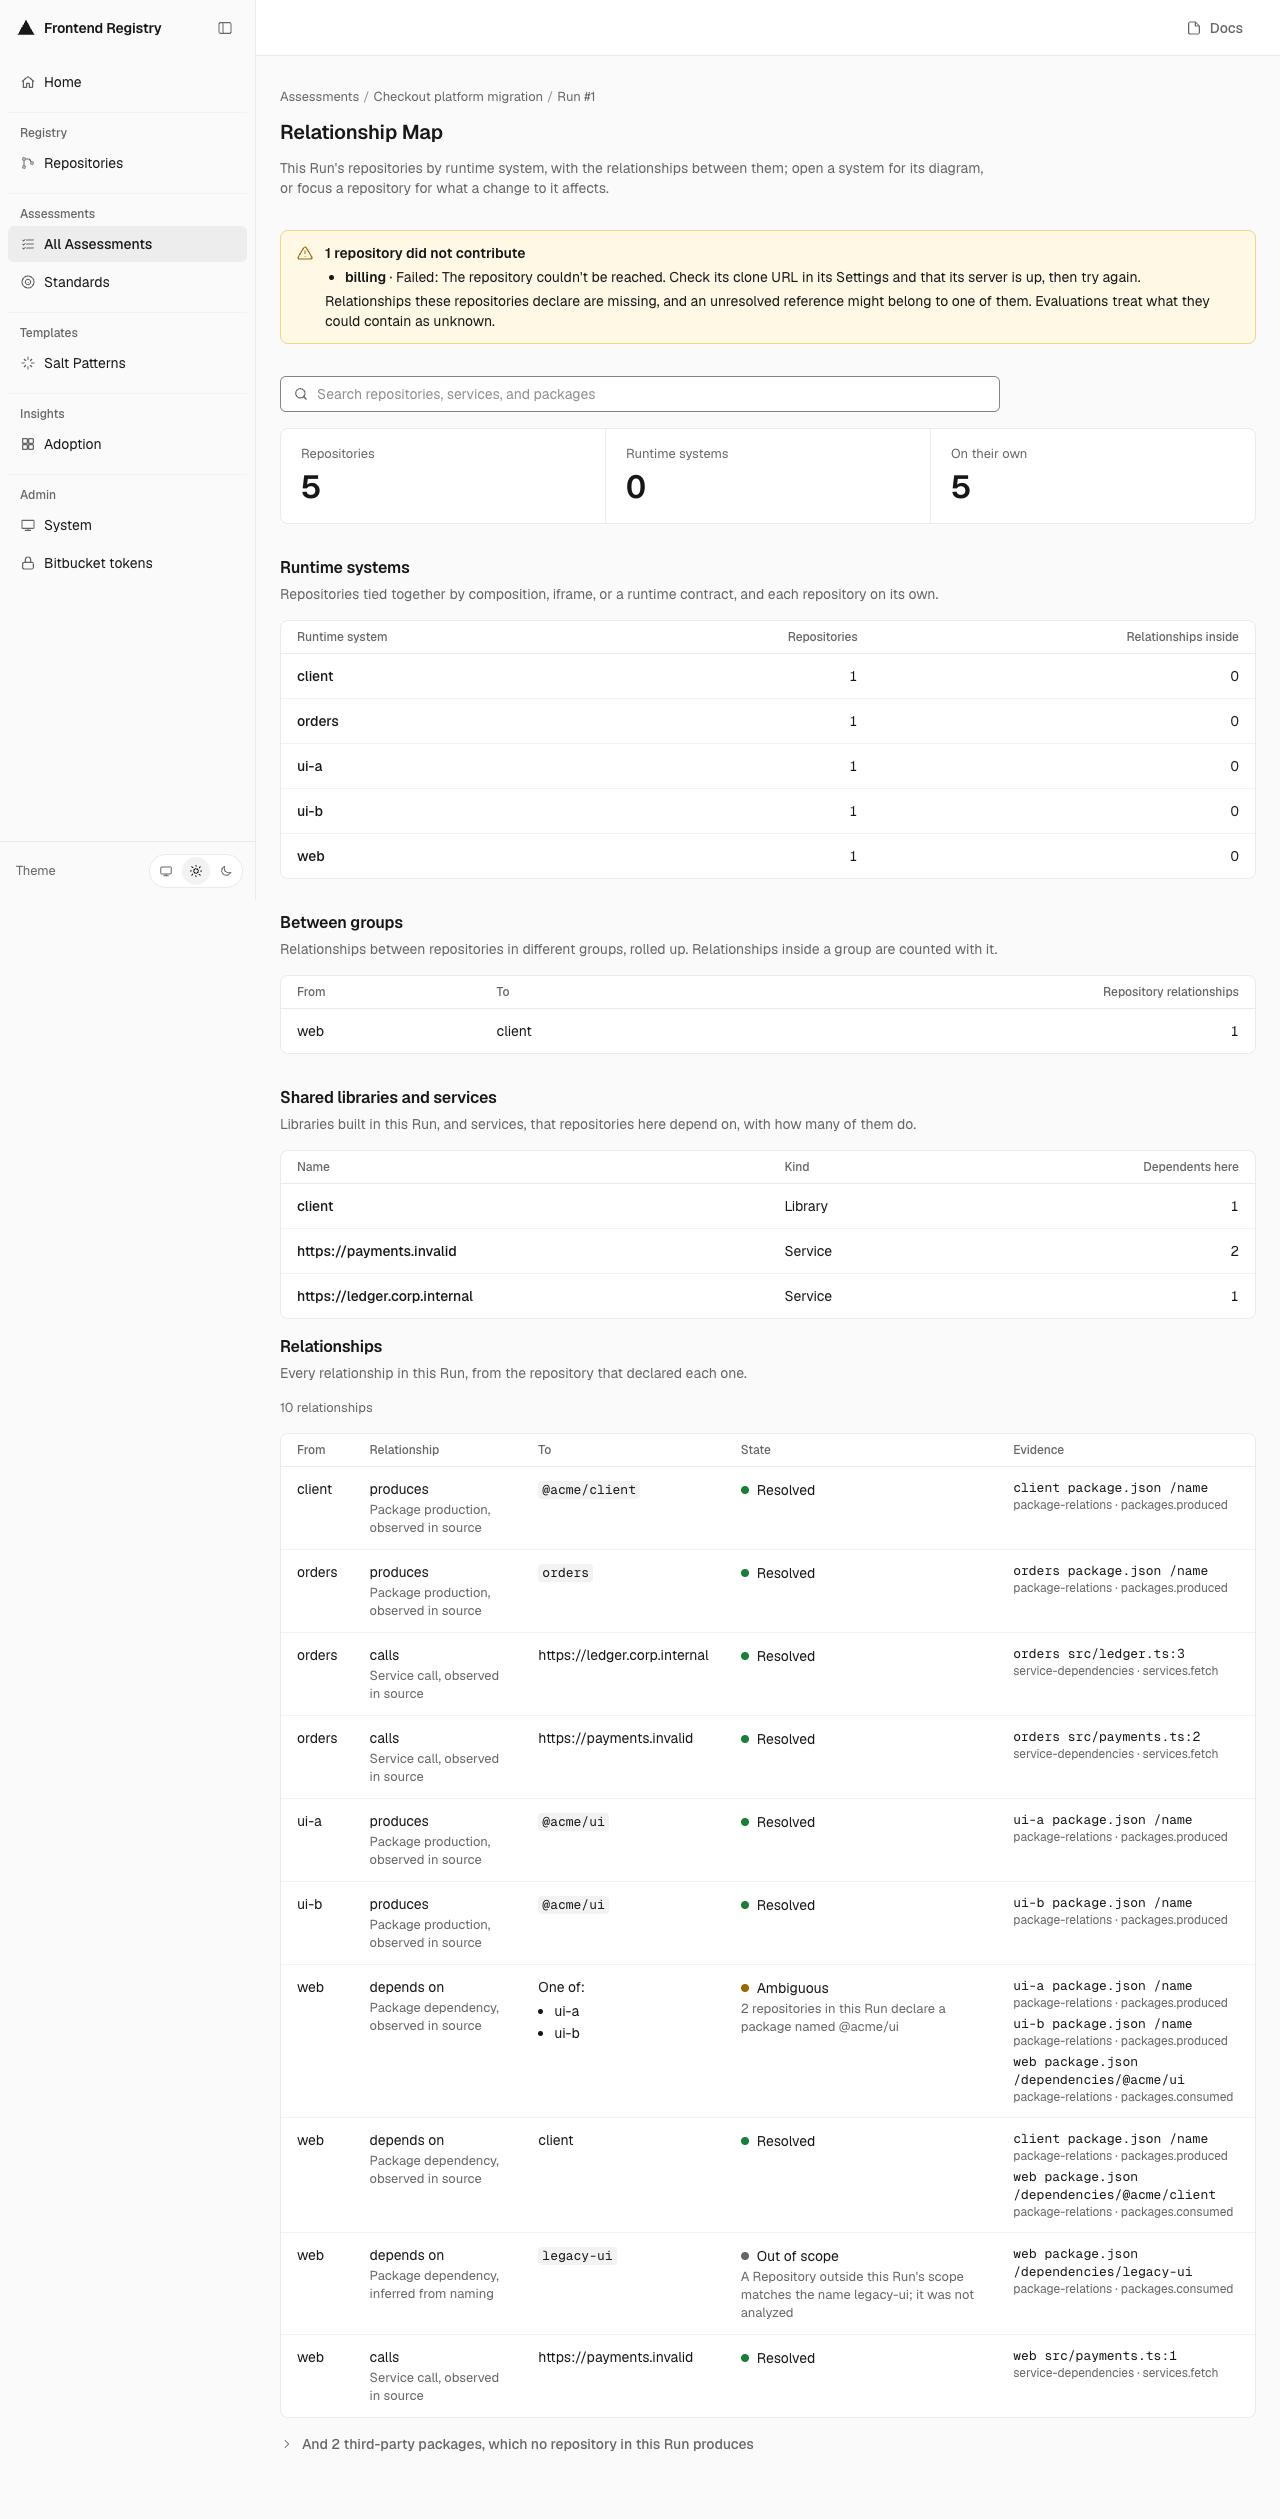 Frontend Registry
Docs
Home
Registry
Repositories
Assessments
All Assessments
Standards
Templates
Salt Patterns
Insights
Adoption
Admin
System
Bitbucket tokens
Theme
Assessments / Checkout platform migration / Run #1
Relationship Map
This Run's repositories by runtime system, with the relationships between them; open a system for its diagram,
or focus a repository for what a change to it affects.
1 repository did not contribute
billing · Failed: The repository couldn't be reached. Check its clone URL in its Settings and that its server is up, then try again.
Relationships these repositories declare are missing, and an unresolved reference might belong to one of them. Evaluations treat what they
could contain as unknown.
Search repositories, services, and packages
Repositories Runtime systems On their own
5 0 5
Runtime systems
Repositories tied together by composition, iframe, or a runtime contract, and each repository on its own.
Runtime system Repositories Relationships inside
client 1 0
orders 1 0
ui-a 1 0
ui-b 1 0
web 1 0
Between groups
Relationships between repositories in different groups, rolled up. Relationships inside a group are counted with it.
From To Repository relationships
web client 1
Shared libraries and services
Libraries built in this Run, and services, that repositories here depend on, with how many of them do.
Name Kind Dependents here
client Library 1
https://payments.invalid Service 2
https://ledger.corp.internal Service 1
Relationships
Every relationship in this Run, from the repository that declared each one.
10 relationships
From Relationship To State Evidence
client produces @acme/client Resolved client package.json /name
Package production, package-relations · packages.produced
observed in source
orders produces orders Resolved orders package.json /name
Package production, package-relations · packages.produced
observed in source
orders calls https://ledger.corp.internal Resolved orders src/ledger.ts:3
Service call, observed service-dependencies · services.fetch
in source
orders calls https://payments.invalid Resolved orders src/payments.ts:2
Service call, observed service-dependencies · services.fetch
in source
ui-a produces @acme/ui Resolved ui-a package.json /name
Package production, package-relations · packages.produced
observed in source
ui-b produces @acme/ui Resolved ui-b package.json /name
Package production, package-relations · packages.produced
observed in source
web depends on One of: Ambiguous ui-a package.json /name
Package dependency, ui-a 2 repositories in this Run declare a package-relations · packages.produced
observed in source ui-b package named @acme/ui ui-b package.json /name
package-relations · packages.produced
web package.json
/dependencies/@acme/ui
package-relations · packages.consumed
web depends on client Resolved client package.json /name
Package dependency, package-relations · packages.produced
observed in source web package.json
/dependencies/@acme/client
package-relations · packages.consumed
web depends on legacy-ui Out of scope web package.json
Package dependency, A Repository outside this Run's scope /dependencies/legacy-ui
inferred from naming matches the name legacy-ui; it was not package-relations · packages.consumed
analyzed
web calls https://payments.invalid Resolved web src/payments.ts:1
Service call, observed service-dependencies · services.fetch
in source
And 2 third-party packages, which no repository in this Run produces